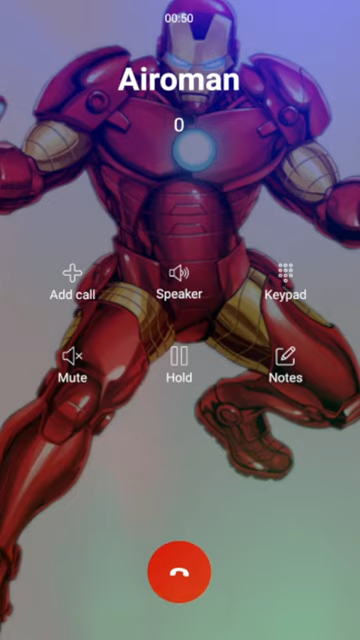 00:50
Airoman
0
Add call
Speaker
Keypad
Mute
Hold
Notes